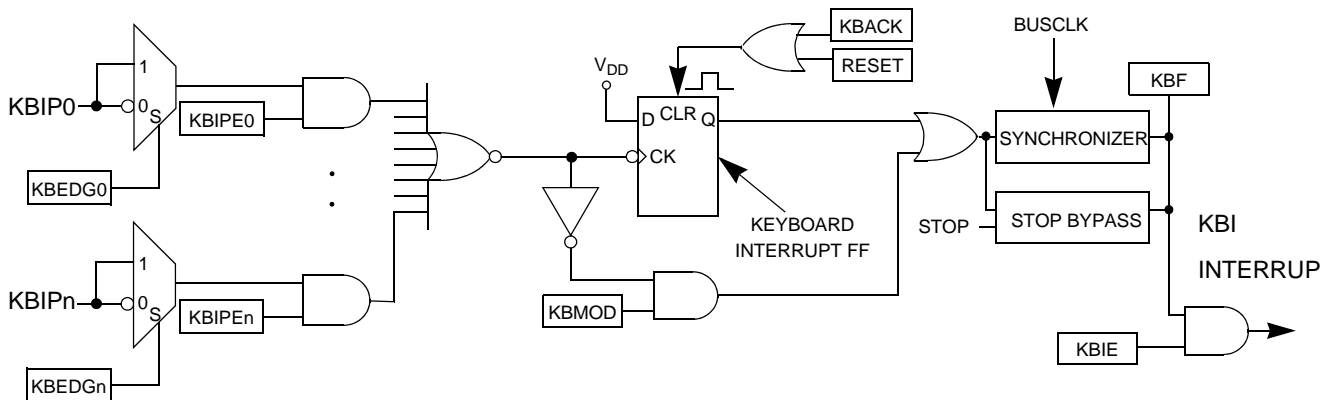 KBIP0
1
0
S
KBEDG0
KBIPE0
KBIPn
1
0
S
KBEDGn
KBIPEn
VDD
D
CLR
Q
CK
KBACK
RESET
KEYBOARD
INTERRUPT FF
KBMOD
BUSCLK
SYNCHRONIZER
STOP
STOP BYPASS
KBF
KBI
INTERRUP
KBIE